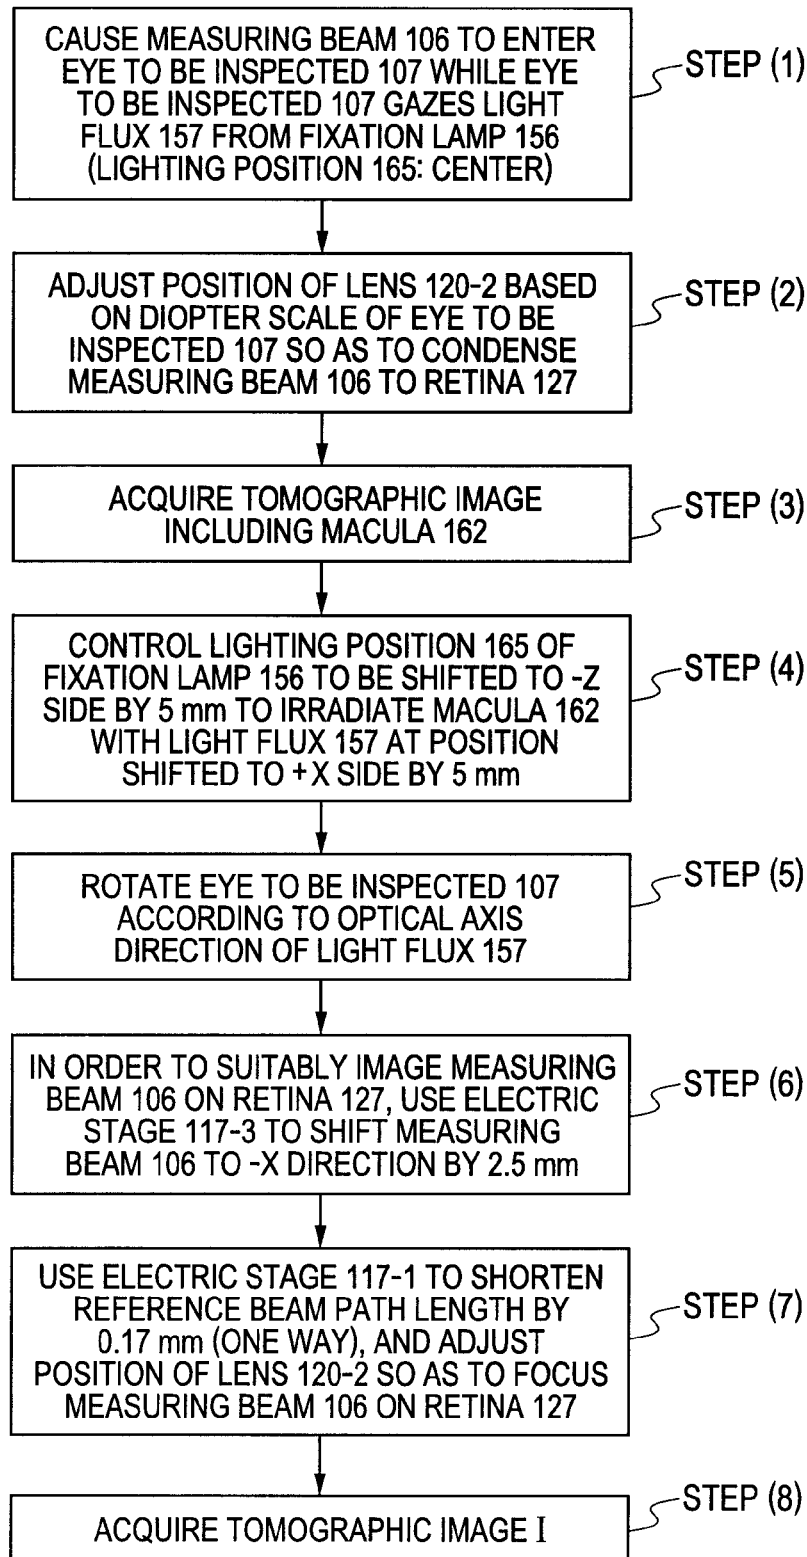 CAUSE MEASURING BEAM 106 TO ENTER
EYE TO BE INSPECTED 107 WHILE EYE
TO BE INSPECTED 107 GAZES LIGHT
FLUX 157 FROM FIXATION LAMP 156
(LIGHTING POSITION 165: CENTER)
STEP (1)
ADJUST POSITION OF LENS 120-2 BASED
ON DIOPTER SCALE OF EYE TO BE
INSPECTED 107 SO AS TO CONDENSE
MEASURING BEAM 106 TO RETINA 127
STEP (2)
ACQUIRE TOMOGRAPHIC IMAGE
INCLUDING MACULA 162
STEP (3)
CONTROL LIGHTING POSITION 165 OF
FIXATION LAMP 156 TO BE SHIFTED TO -Z
SIDE BY 5 mm TO IRRADIATE MACULA 162
WITH LIGHT FLUX 157 AT POSITION
SHIFTED TO +X SIDE BY 5 mm
STEP (4)
ROTATE EYE TO BE INSPECTED 107
ACCORDING TO OPTICAL AXIS
DIRECTION OF LIGHT FLUX 157
STEP (5)
IN ORDER TO SUITABLY IMAGE MEASURING
BEAM 106 ON RETINA 127, USE ELECTRIC
STAGE 117-3 TO SHIFT MEASURING
BEAM 106 TO -X DIRECTION BY 2.5 mm
STEP (6)
USE ELECTRIC STAGE 117-1 TO SHORTEN
REFERENCE BEAM PATH LENGTH BY
0.17 mm (ONE WAY), AND ADJUST
POSITION OF LENS 120-2 SO AS TO FOCUS
MEASURING BEAM 106 ON RETINA 127
STEP (7)
ACQUIRE TOMOGRAPHIC IMAGE I
STEP (8)